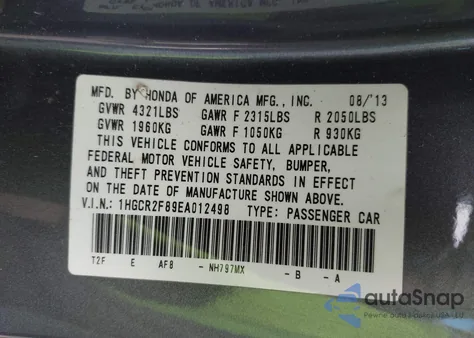 MFD. BY HONDA OF AMERICA MFG., INC. 08/'13
GVWR 4321LBS GAWR F 2315LBS R 2050LBS
GVWR 1960KG GAWR F 1050KG R 930KG
THIS VEHICLE CONFORMS TO ALL APPLICABLE
FEDERAL MOTOR VEHICLE SAFETY, BUMPER,
AND THEFT PREVENTION STANDARDS IN EFFECT
ON THE DATE OF MANUFACTURE SHOWN ABOVE.
V.I.N.: 1HGCR2F89EA012498 TYPE: PASSENGER CAR
T2F E AF8 - NH797MX - B - A
autoSnap